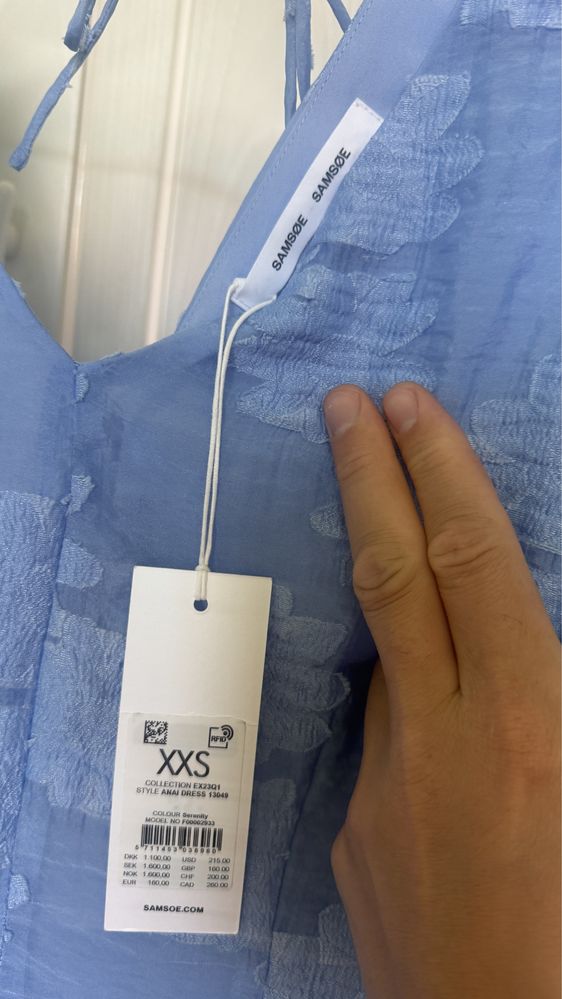 SAMSØE SAMSØE
RFID
XXS
COLLECTION EX23Q1
STYLE ANAI DRESS 13049
COLOUR Serenity
MODEL NO F00002933
DKK 1.100,00 USD 215.00
SEK 1.600,00 GBP 160.00
NOK 1.600,00 CHF 200.00
EUR 160,00 CAD 260.00
SAMSOE.COM